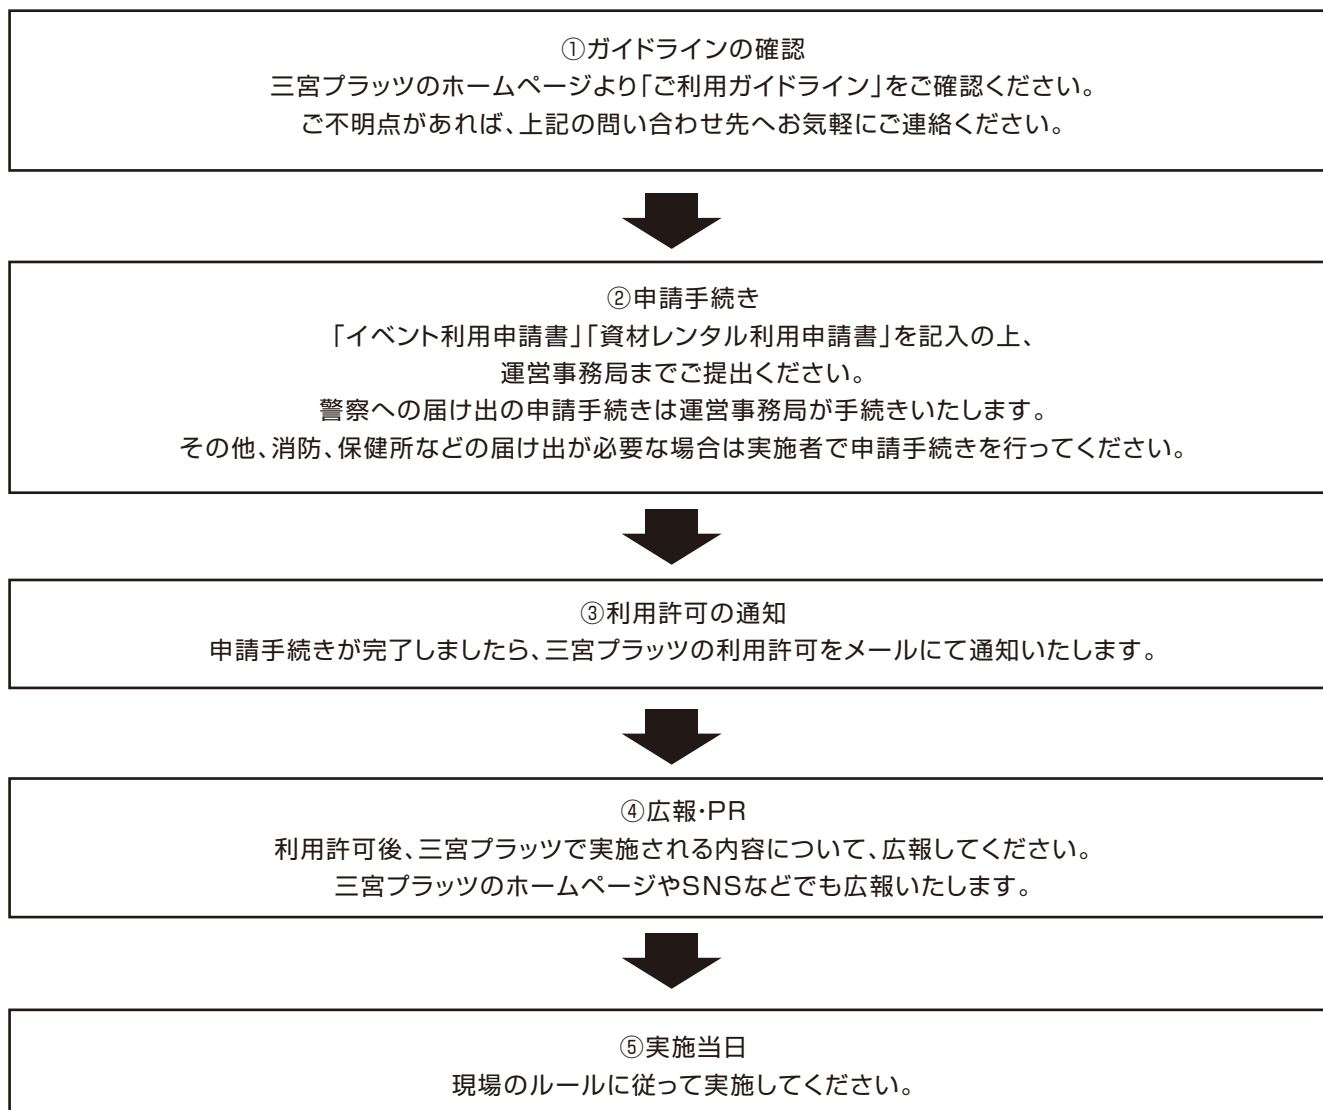 ①ガイドラインの確認
三宮プラッツのホームページより「ご利用ガイドライン」をご確認ください。
ご不明点があれば、上記の問い合わせ先へお気軽にご連絡ください。
②申請手続き
「イベント利用申請書」「資材レンタル利用申請書」を記入の上、
運営事務局までご提出ください。
警察への届け出の申請手続きは運営事務局が手続きいたします。
その他、消防、保健所などの届け出が必要な場合は実施者で申請手続きを行ってください。
③利用許可の通知
申請手続きが完了しましたら、三宮プラッツの利用許可をメールにて通知いたします。
④広報・PR
利用許可後、三宮プラッツで実施される内容について、広報してください。
三宮プラッツのホームページやSNSなどでも広報いたします。
⑤実施当日
現場のルールに従って実施してください。